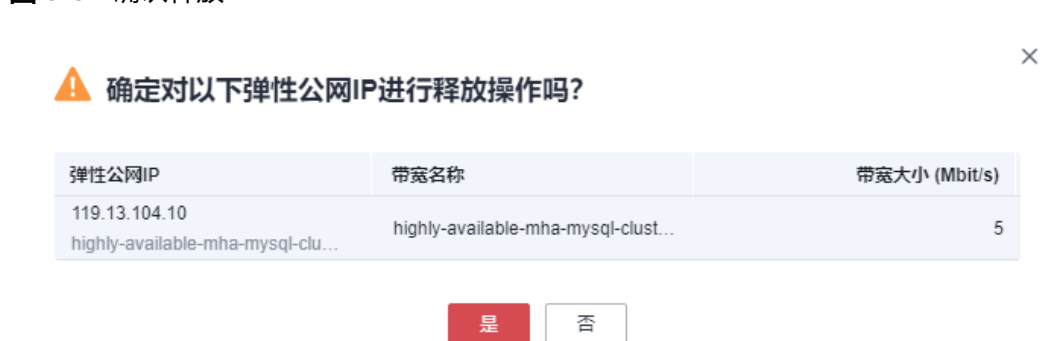 确定对以下弹性公网IP进行释放操作吗?
弹性公网IP 带宽名称 带宽大小 (Mbit/s)
119.13.104.10
highly-available-mha-mysql-clu...
highly-available-mha-mysql-clust... 5
是 否